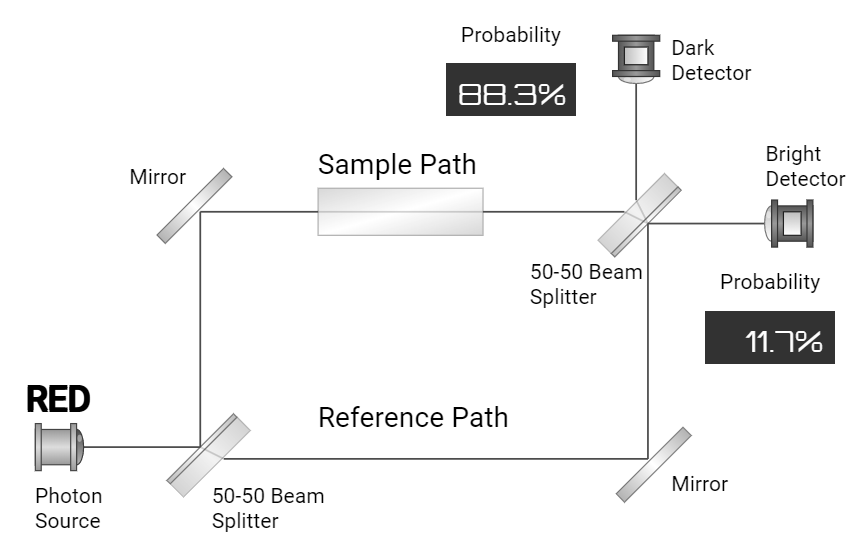 Probability
Dark
Detector
88.3%
Bright
Detector
Mirror
Sample Path
50-50 Beam
Splitter
Probability
11.7%
RED
Reference Path
Photon
Source
50-50 Beam
Splitter
Mirror